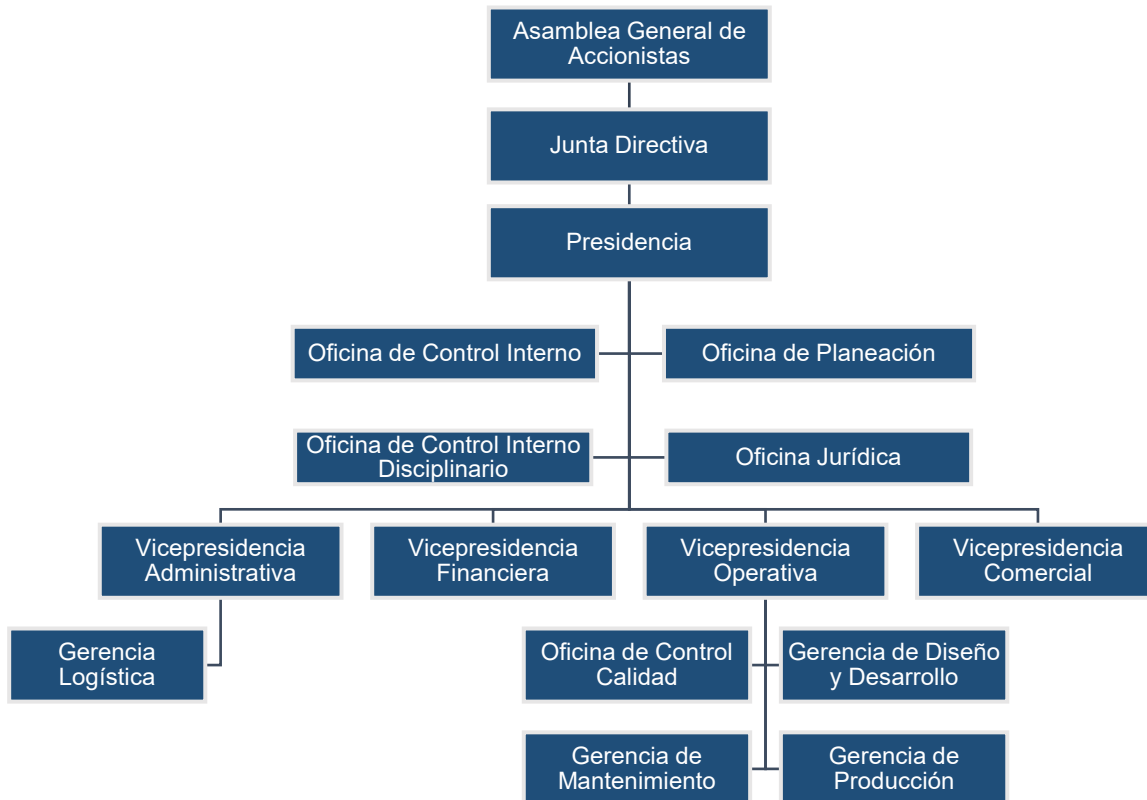 Asamblea General de
Accionistas
Junta Directiva
Presidencia
Oficina de Control Interno
Oficina de Planeación
Oficina de Control Interno
Disciplinario
Oficina Jurídica
Vicepresidencia
Administrativa
Vicepresidencia
Financiera
Vicepresidencia
Operativa
Vicepresidencia
Comercial
Gerencia
Logística
Oficina de Control
Calidad
Gerencia de Diseño
y Desarrollo
Gerencia de
Mantenimiento
Gerencia de
Producción